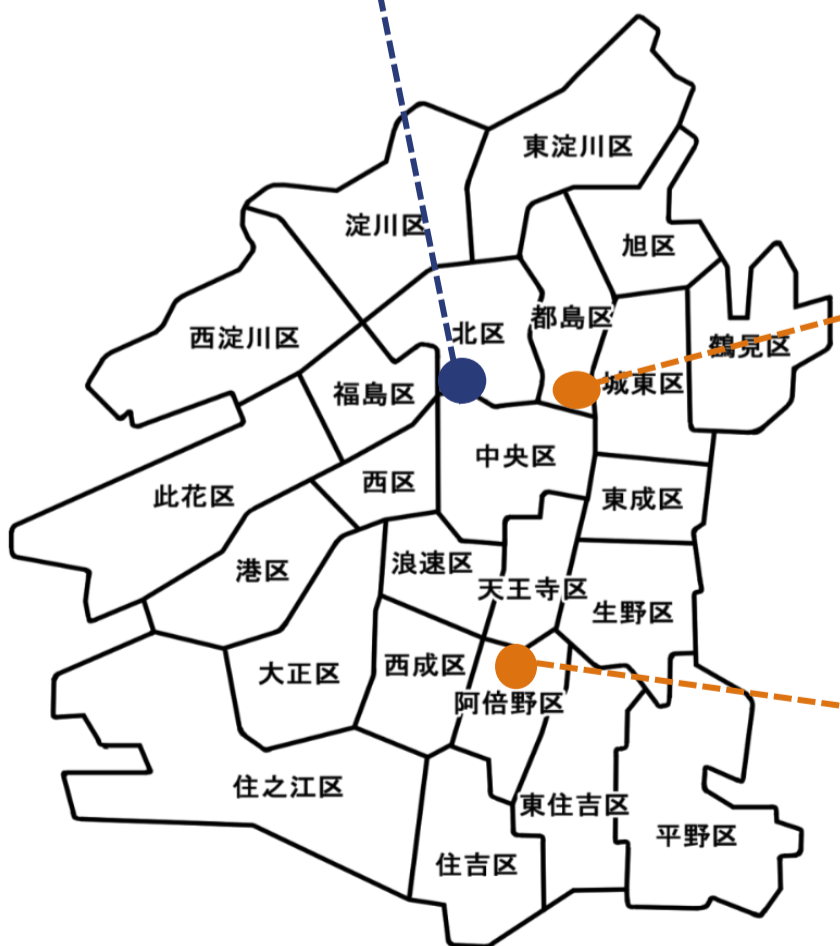 東淀川区
淀川区
旭区
西淀川区
北区
都島区
鶴見区
福島区
城東区
中央区
西区
此花区
東成区
港区
浪速区
天王寺区
生野区
大正区
西成区
阿倍野区
住之江区
東住吉区
平野区
住吉区